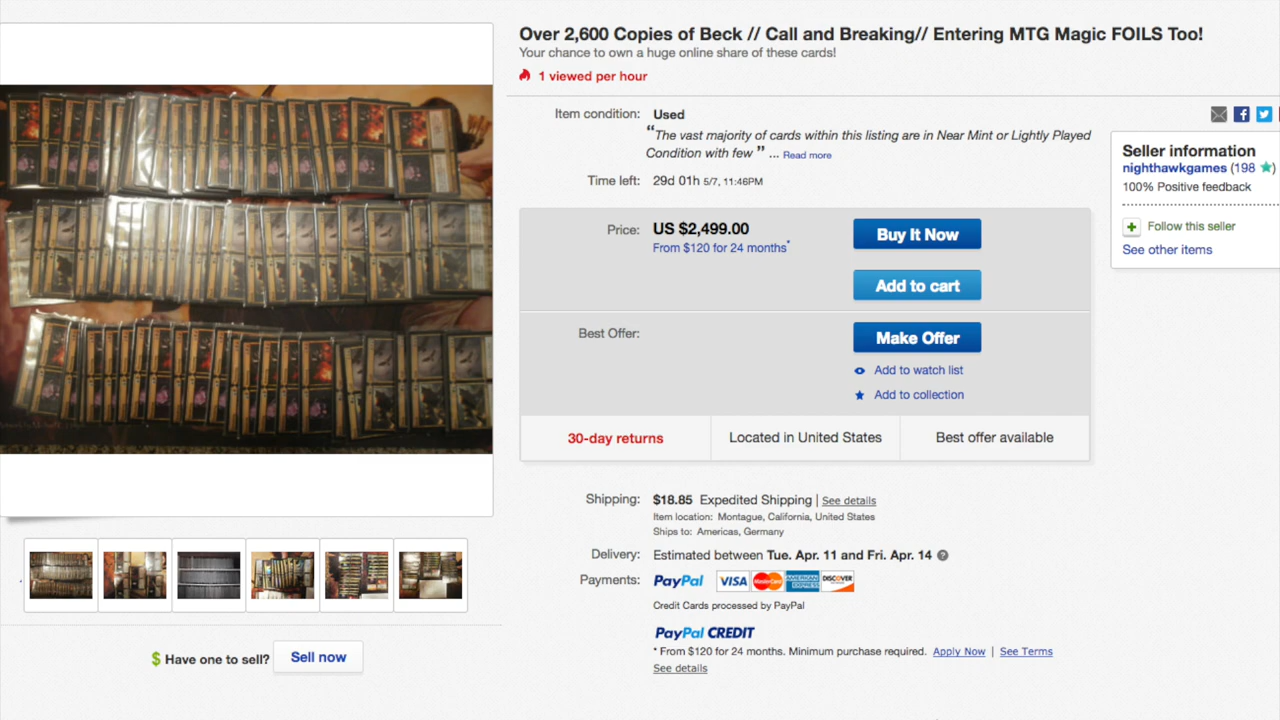 Over 2,600 Copies of Beck // Call and Breaking// Entering MTG Magic FOILS Too!
Your chance to own a huge online share of these cards!
1 viewed per hour
Item condition: Used
“The vast majority of cards within this listing are in Near Mint or Lightly Played
Condition with few ” ... Read more
Time left: 29d 01h 5/7, 11:46PM
Price: US $2,499.00 Buy It Now
From $120 for 24 months*
Add to cart
Best Offer: Make Offer
Add to watch list
Add to collection
30-day returns Located in United States Best offer available
Shipping: $18.85 Expedited Shipping | See details
Item location: Montague, California, United States
Ships to: Americas, Germany
Delivery: Estimated between Tue. Apr. 11 and Fri. Apr. 14 ?
Payments: PayPal VISA MasterCard AMERICAN EXPRESS DISCOVER
Credit Cards processed by PayPal
PayPal CREDIT
* From $120 for 24 months. Minimum purchase required. Apply Now | See Terms
See details
Seller information
nighthawkgames (198 ★)
100% Positive feedback
Follow this seller
See other items
$ Have one to sell? Sell now